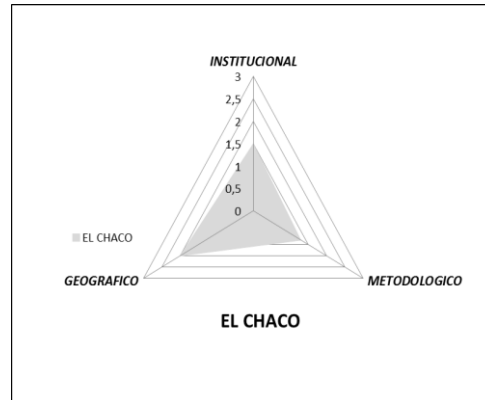 INSTITUCIONAL
3
2,5
2
1,5
1
0,5
0
EL CHACO
GEOGRAFICO
METODOLOGICO
EL CHACO